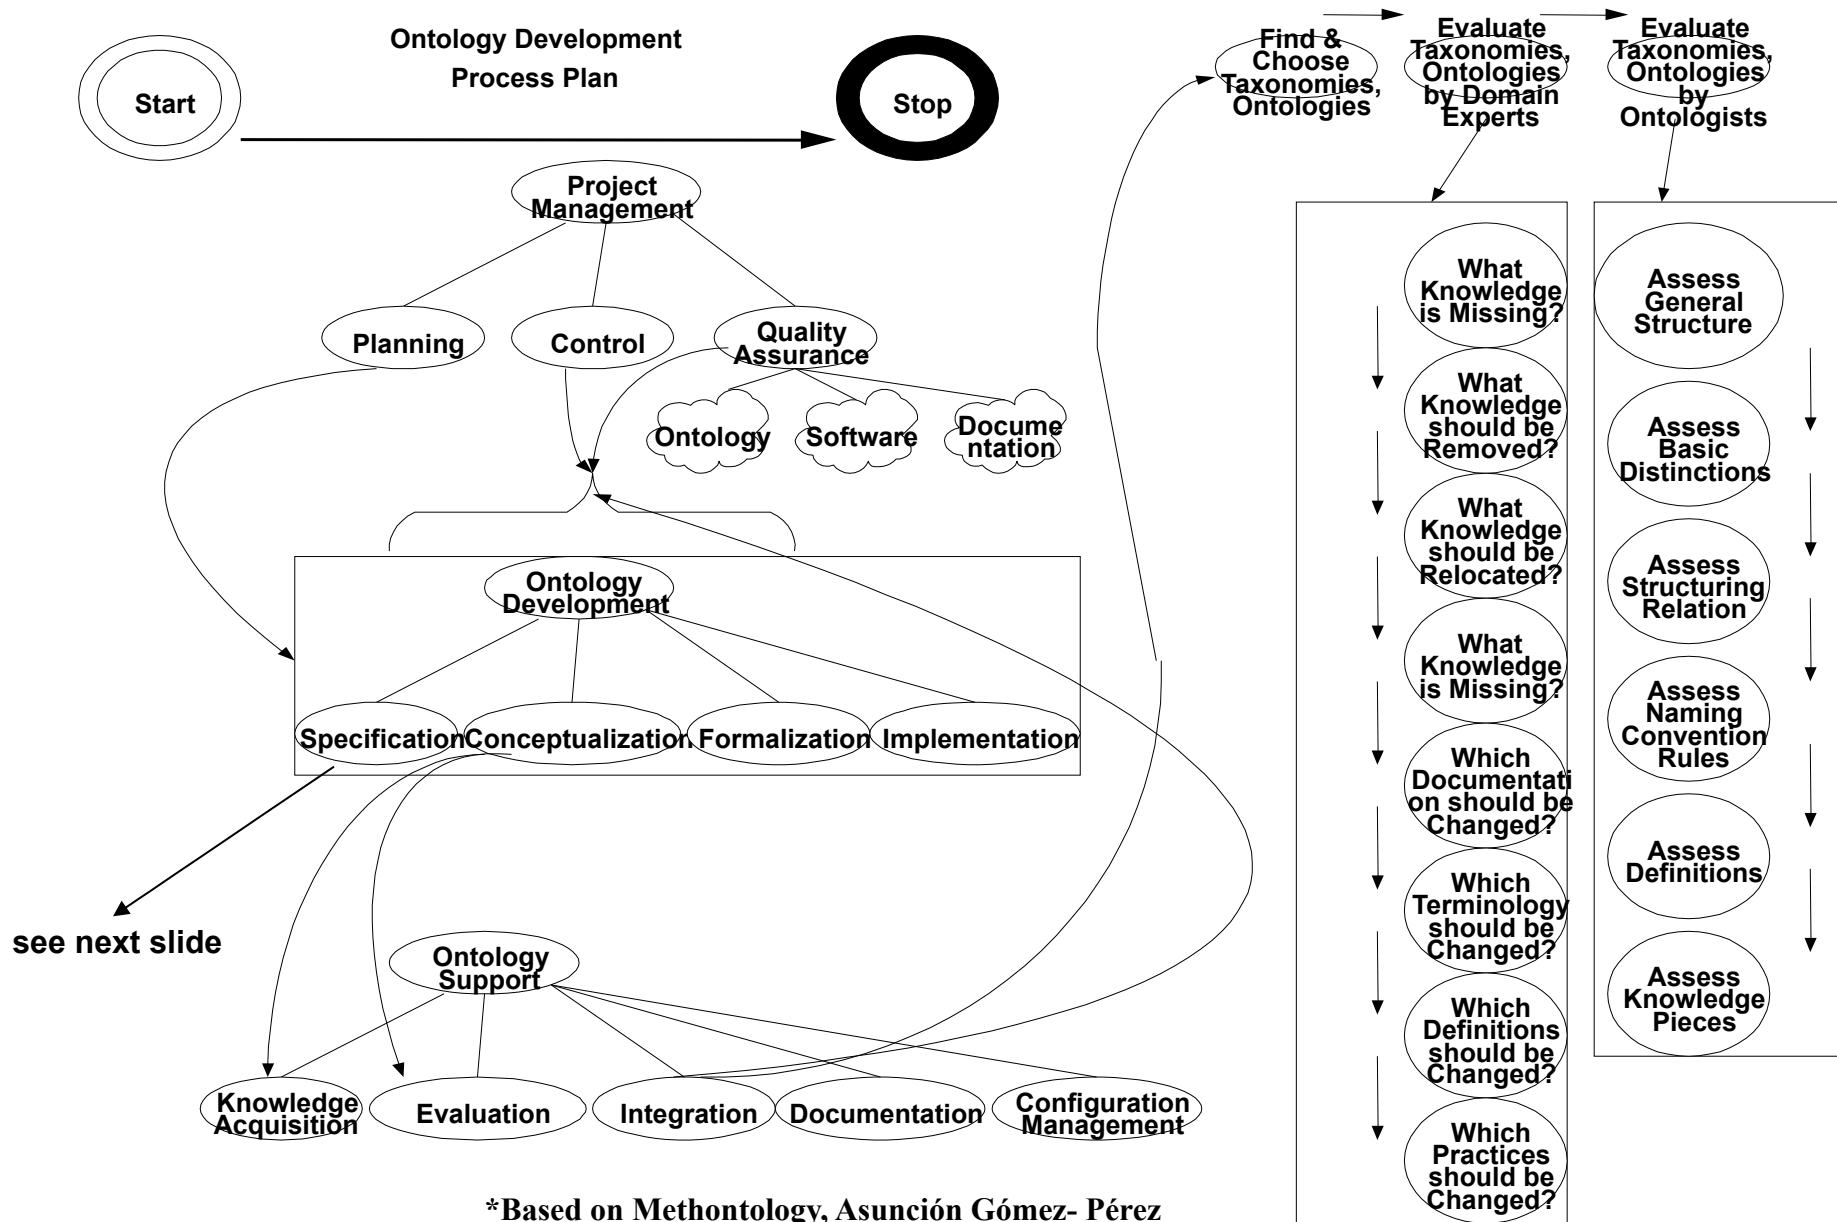 Ontology Development
Process Plan
Start
Stop
Project
Management
Planning
Control
Quality
Assurance
Ontology
Software
Docume
ntation
Ontology
Development
Specification
Conceptualization
Formalization
Implementation
see next slide
Ontology
Support
Knowledge
Acquisition
Evaluation
Integration
Documentation
Configuration
Management
*Based on Methontology, Asunción Gómez- Pérez
Find &
Choose
Taxonomies,
Ontologies
Evaluate
Taxonomies,
Ontologies
by Domain
Experts
Evaluate
Taxonomies,
Ontologies
by
Ontologists
What
Knowledge
is Missing?
What
Knowledge
should be
Removed?
What
Knowledge
should be
Relocated?
What
Knowledge
is Missing?
Which
Documentati
on should be
Changed?
Which
Terminology
should be
Changed?
Which
Definitions
should be
Changed?
Which
Practices
should be
Changed?
Assess
General
Structure
Assess
Basic
Distinctions
Assess
Structuring
Relation
Assess
Naming
Convention
Rules
Assess
Definitions
Assess
Knowledge
Pieces